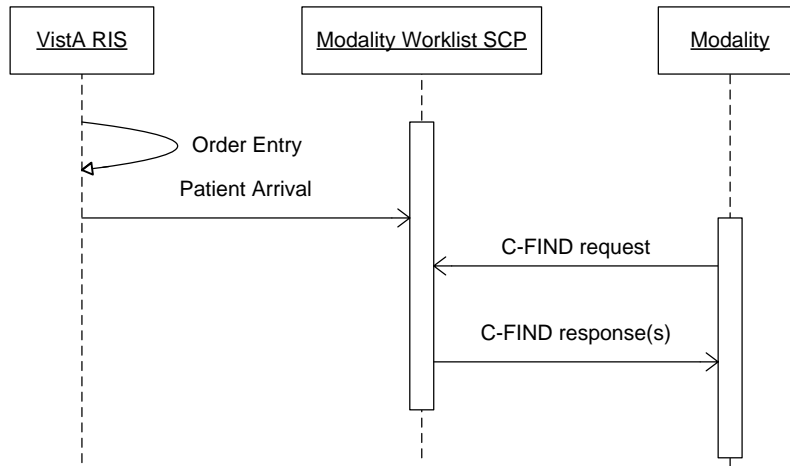 VistA RIS
Modality Worklist SCP
Modality
Order Entry
Patient Arrival
C-FIND request
C-FIND response(s)